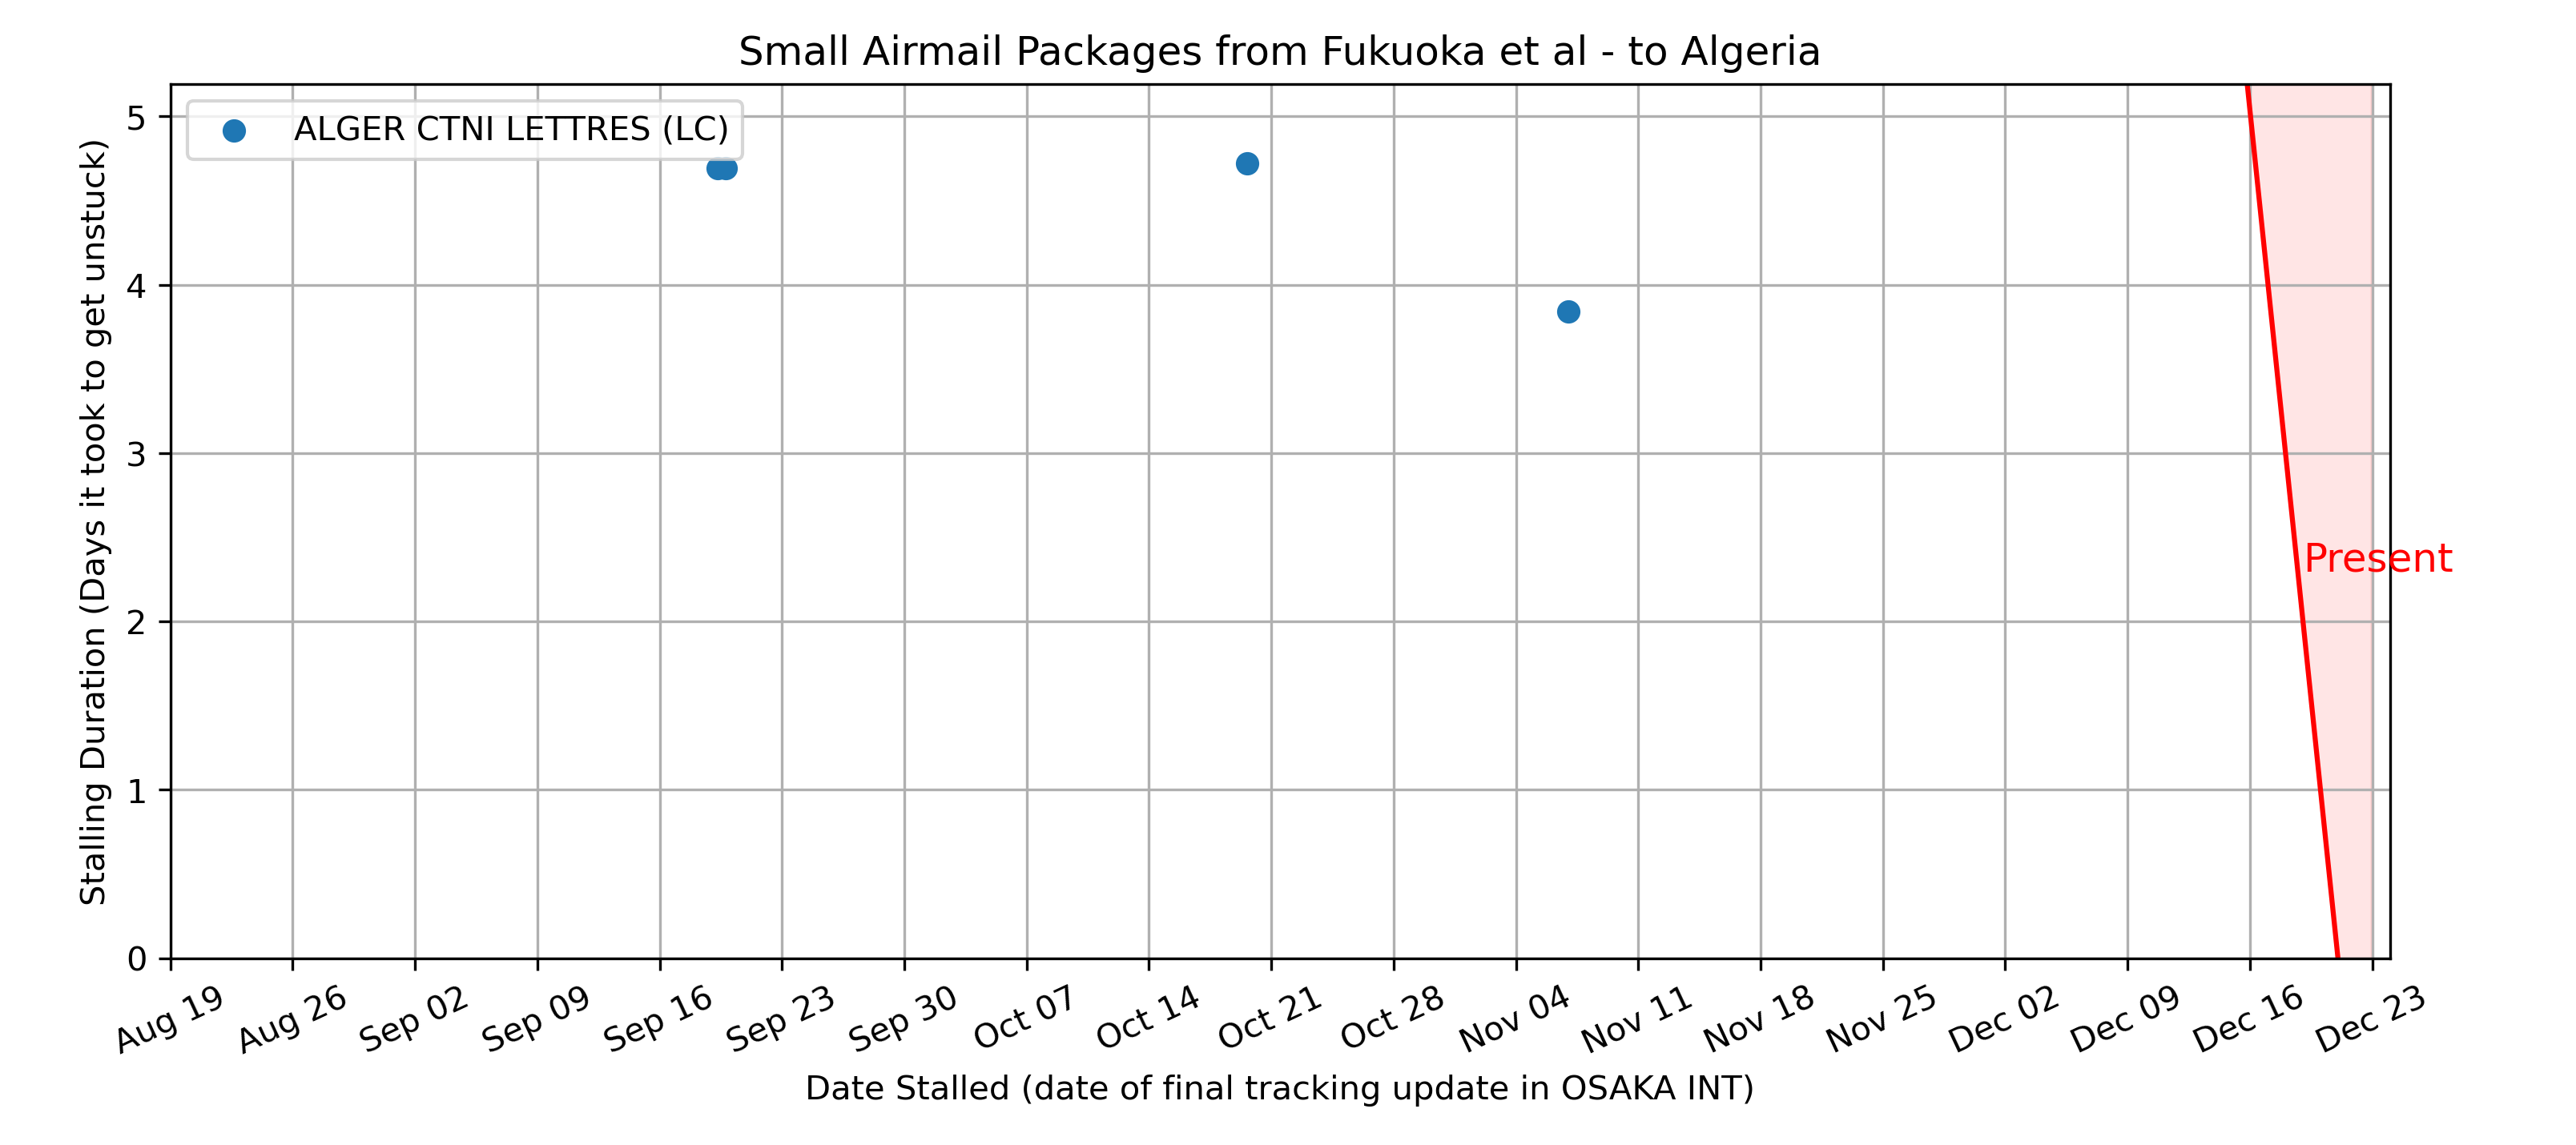 Small Airmail Packages from Fukuoka et al - to Algeria
ALGER CTNI LETTRES (LC)
Stalling Duration (Days it took to get unstuck)
5
4
3
2
1
0
Present
Aug 19
Aug 26
Sep 02
Sep 09
Sep 16
Sep 23
Sep 30
Oct 07
Oct 14
Oct 21
Oct 28
Nov 04
Nov 11
Nov 18
Nov 25
Dec 02
Dec 09
Dec 16
Dec 23
Date Stalled (date of final tracking update in OSAKA INT)